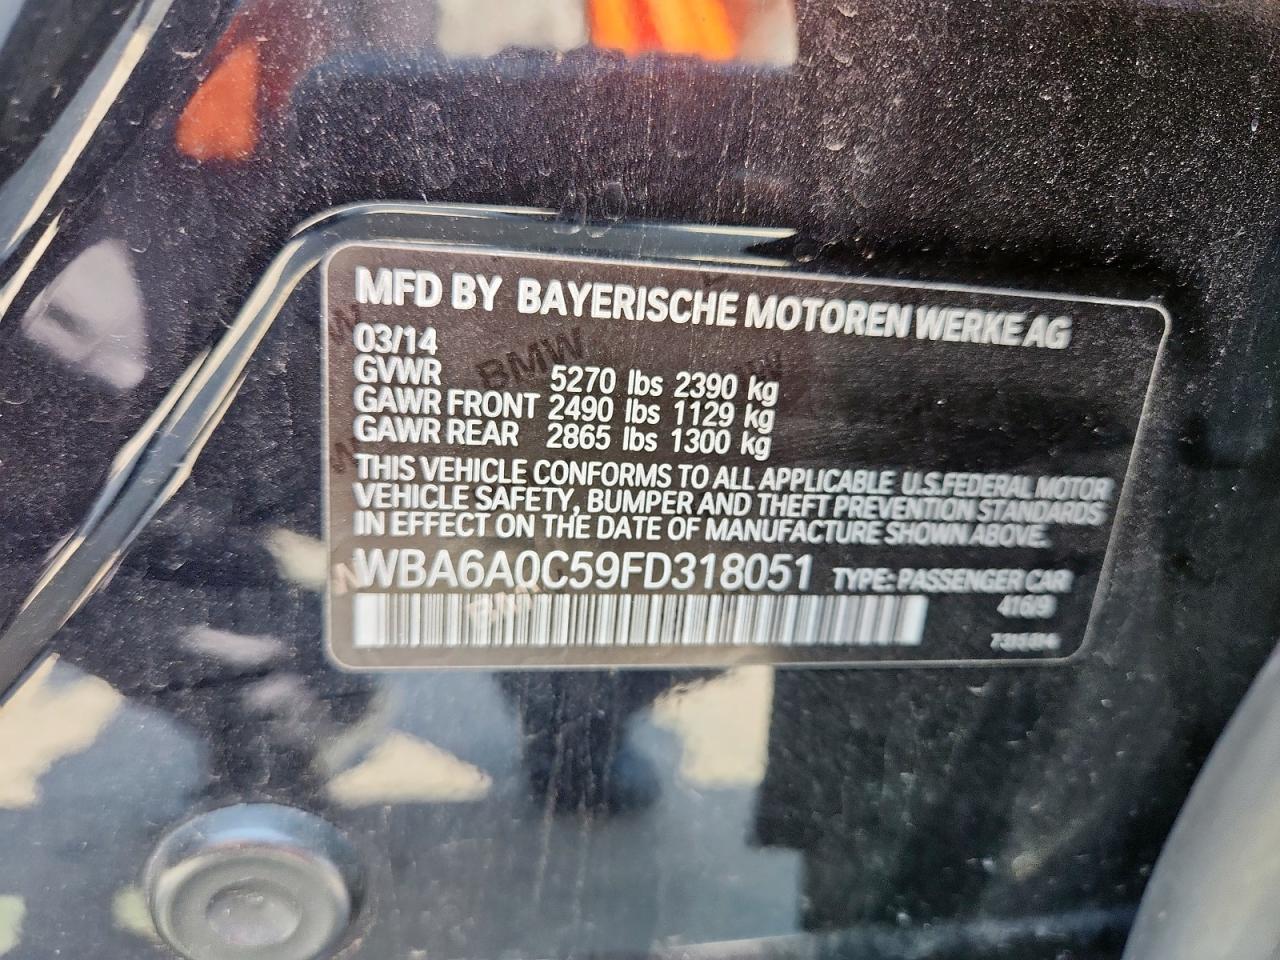 MFD BY BAYERISCHE MOTOREN WERKE AG
03/14
GVWR 5270 lbs 2390 kg
GAWR FRONT 2490 lbs 1129 kg
GAWR REAR 2865 lbs 1300 kg
THIS VEHICLE CONFORMS TO ALL APPLICABLE U.S.FEDERAL MOTOR
VEHICLE SAFETY, BUMPER AND THEFT PREVENTION STANDARDS
IN EFFECT ON THE DATE OF MANUFACTURE SHOWN ABOVE.
WBA6A0C59FD318051 TYPE: PASSENGER CAR
416/9
BMW
BMW